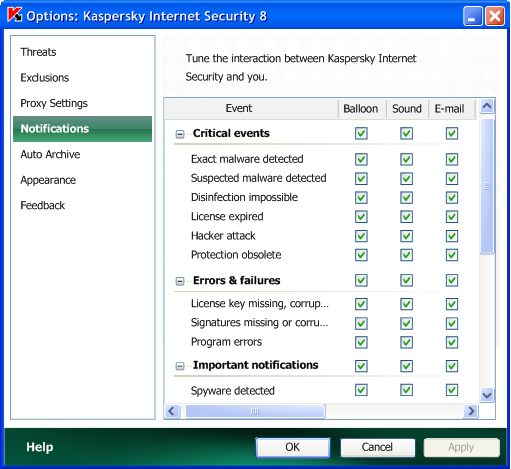 Options: Kaspersky Internet Security 8
Threats
Exclusions
Proxy Settings
Notifications
Auto Archive
Appearance
Feedback
Tune the interaction between Kaspersky Internet
Security and you.
Event Balloon Sound E-mail
Critical events
Exact malware detected
Suspected malware detected
Disinfection impossible
License expired
Hacker attack
Protection obsolete
Errors & failures
License key missing, corrup...
Signatures missing or corru...
Program errors
Important notifications
Spyware detected
Help OK Cancel Apply